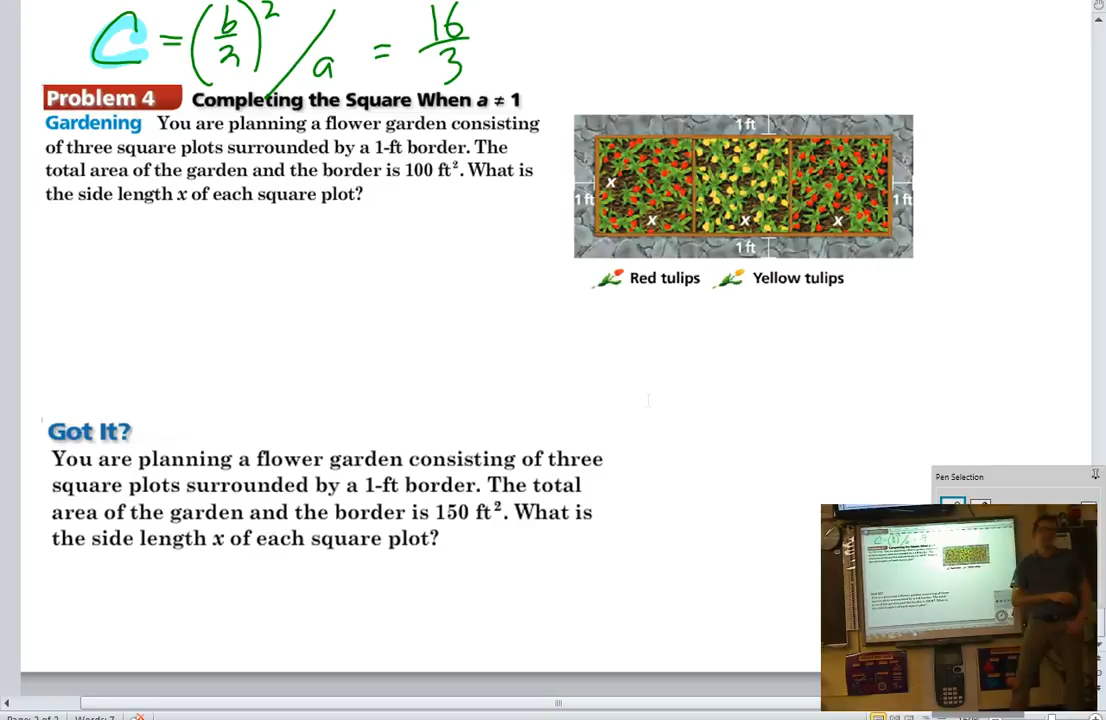 C = (b/2)² / a = 16/3
Problem 4 Completing the Square When a ≠ 1
Gardening You are planning a flower garden consisting
of three square plots surrounded by a 1-ft border. The
total area of the garden and the border is 100 ft². What is
the side length x of each square plot?
1 ft
x
1 ft
1 ft
x x x
1 ft
Red tulips Yellow tulips
Got It?
You are planning a flower garden consisting of three
square plots surrounded by a 1-ft border. The total
area of the garden and the border is 150 ft². What is
the side length x of each square plot?
Pen Selection